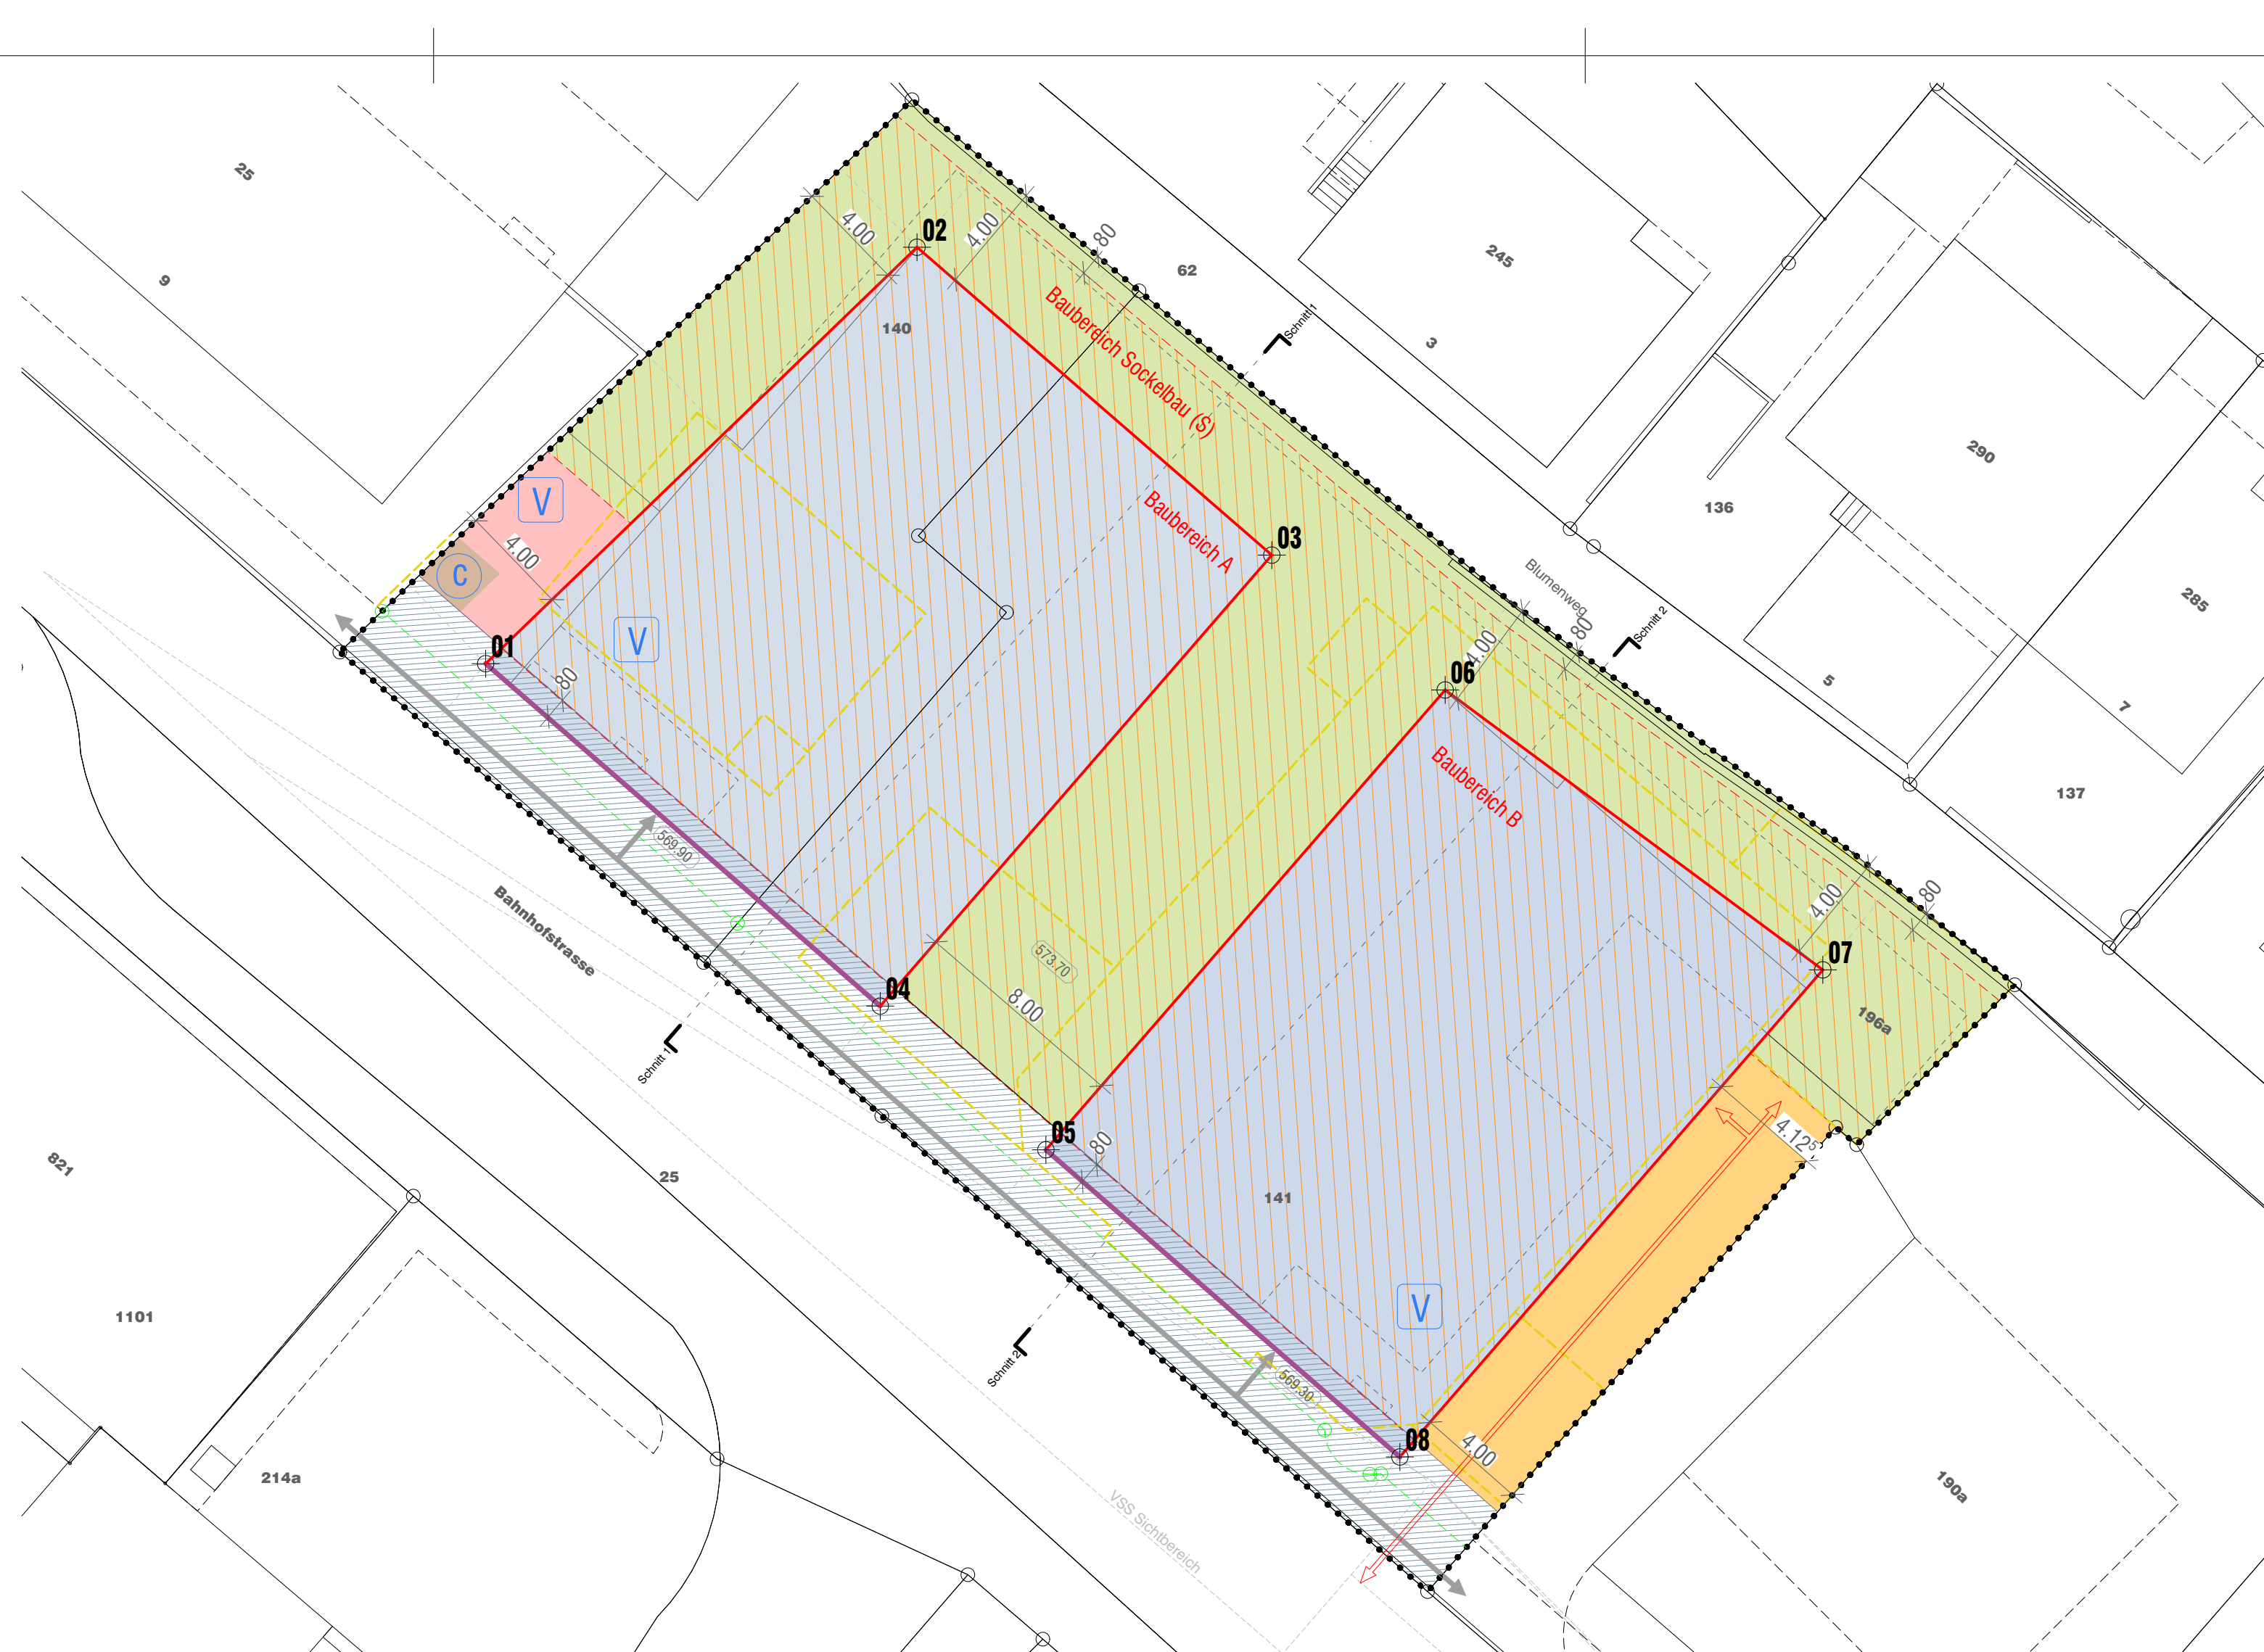 25
9
02
4.00
4.00
80
62
140
Baubereich Sockelbau (S)
Schnitt 1
245
3
290
136
285
7
5
137
V
C
4.00
Baubereich A
03
01
80
V
Blumenweg
80
Schnitt 2
4.00
06
Baubereich B
4.00
80
07
196a
569.90
Bahnhofstrasse
04
573.70
8.00
Schnitt 1
05
80
4.12⁵
821
25
141
1101
V
Schnitt 2
569.30
08
4.00
214a
190a
VSS Sichtbereich